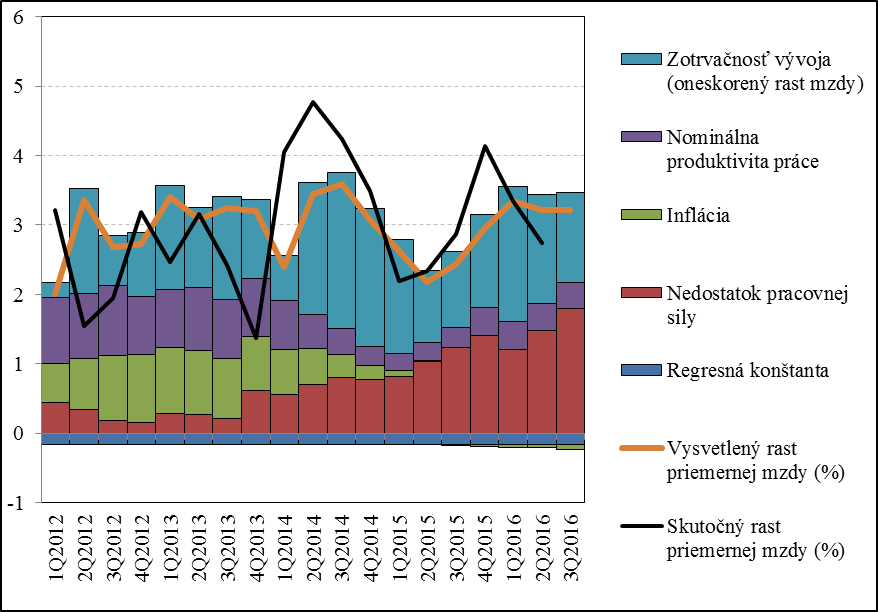 6
5
4
3
2
1
0
-1
1Q2012
2Q2012
3Q2012
4Q2012
1Q2013
2Q2013
3Q2013
4Q2013
1Q2014
2Q2014
3Q2014
4Q2014
1Q2015
2Q2015
3Q2015
4Q2015
1Q2016
2Q2016
3Q2016
Zotrvačnosť vývoja
(oneskorený rast mzdy)
Nominálna
produktivita práce
Inflácia
Nedostatok pracovnej
sily
Regresná konštanta
Vysvetlený rast
priemernej mzdy (%)
Skutočný rast
priemernej mzdy (%)